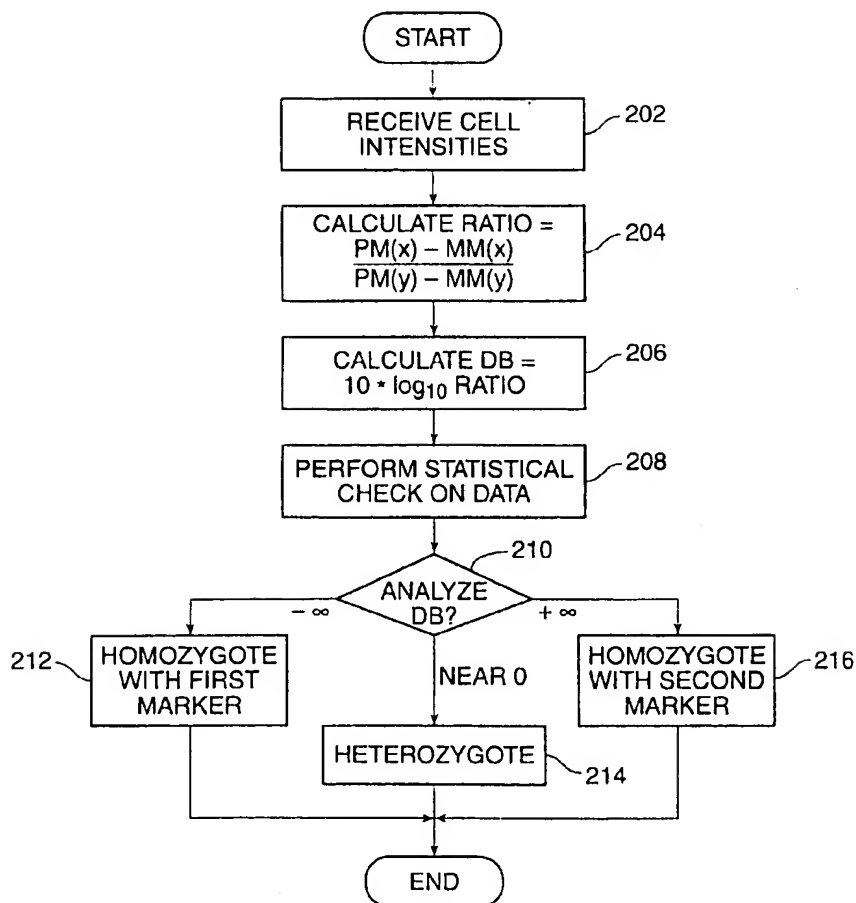 START
RECEIVE CELL
INTENSITIES
202
CALCULATE RATIO =
PM(x) – MM(x)
PM(y) – MM(y)
204
CALCULATE DB =
10 * log10 RATIO
206
PERFORM STATISTICAL
CHECK ON DATA
208
210
ANALYZE
DB?
– ∞
+ ∞
212
HOMOZYGOTE
WITH FIRST
MARKER
NEAR 0
HOMOZYGOTE
WITH SECOND
MARKER
216
HETEROZYGOTE
214
END